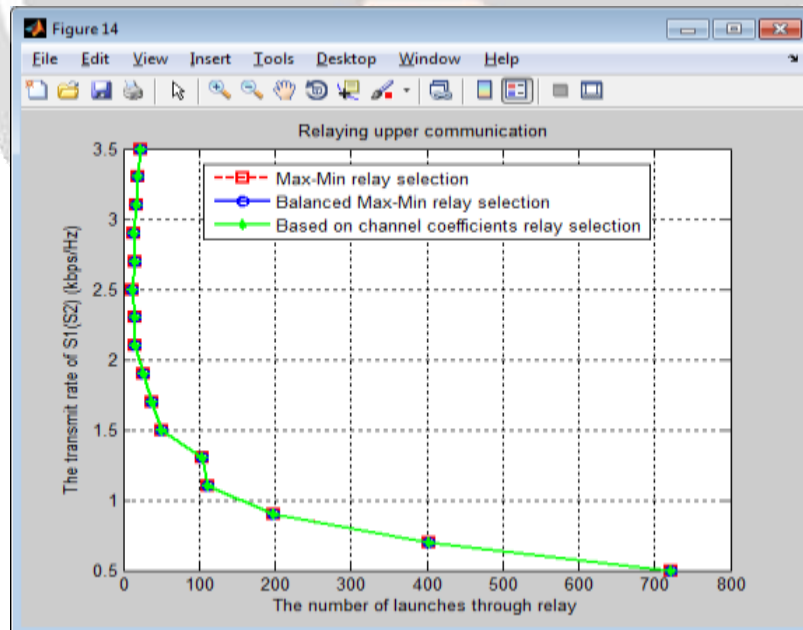 Figure 14
File Edit View Insert Tools Desktop Window Help
Relaying upper communication
3.5
3
2.5
2
1.5
1
0.5
The transmit rate of S1(S2) (kbps/Hz)
Max-Min relay selection
Balanced Max-Min relay selection
Based on channel coefficients relay selection
0 100 200 300 400 500 600 700 800
The number of launches through relay